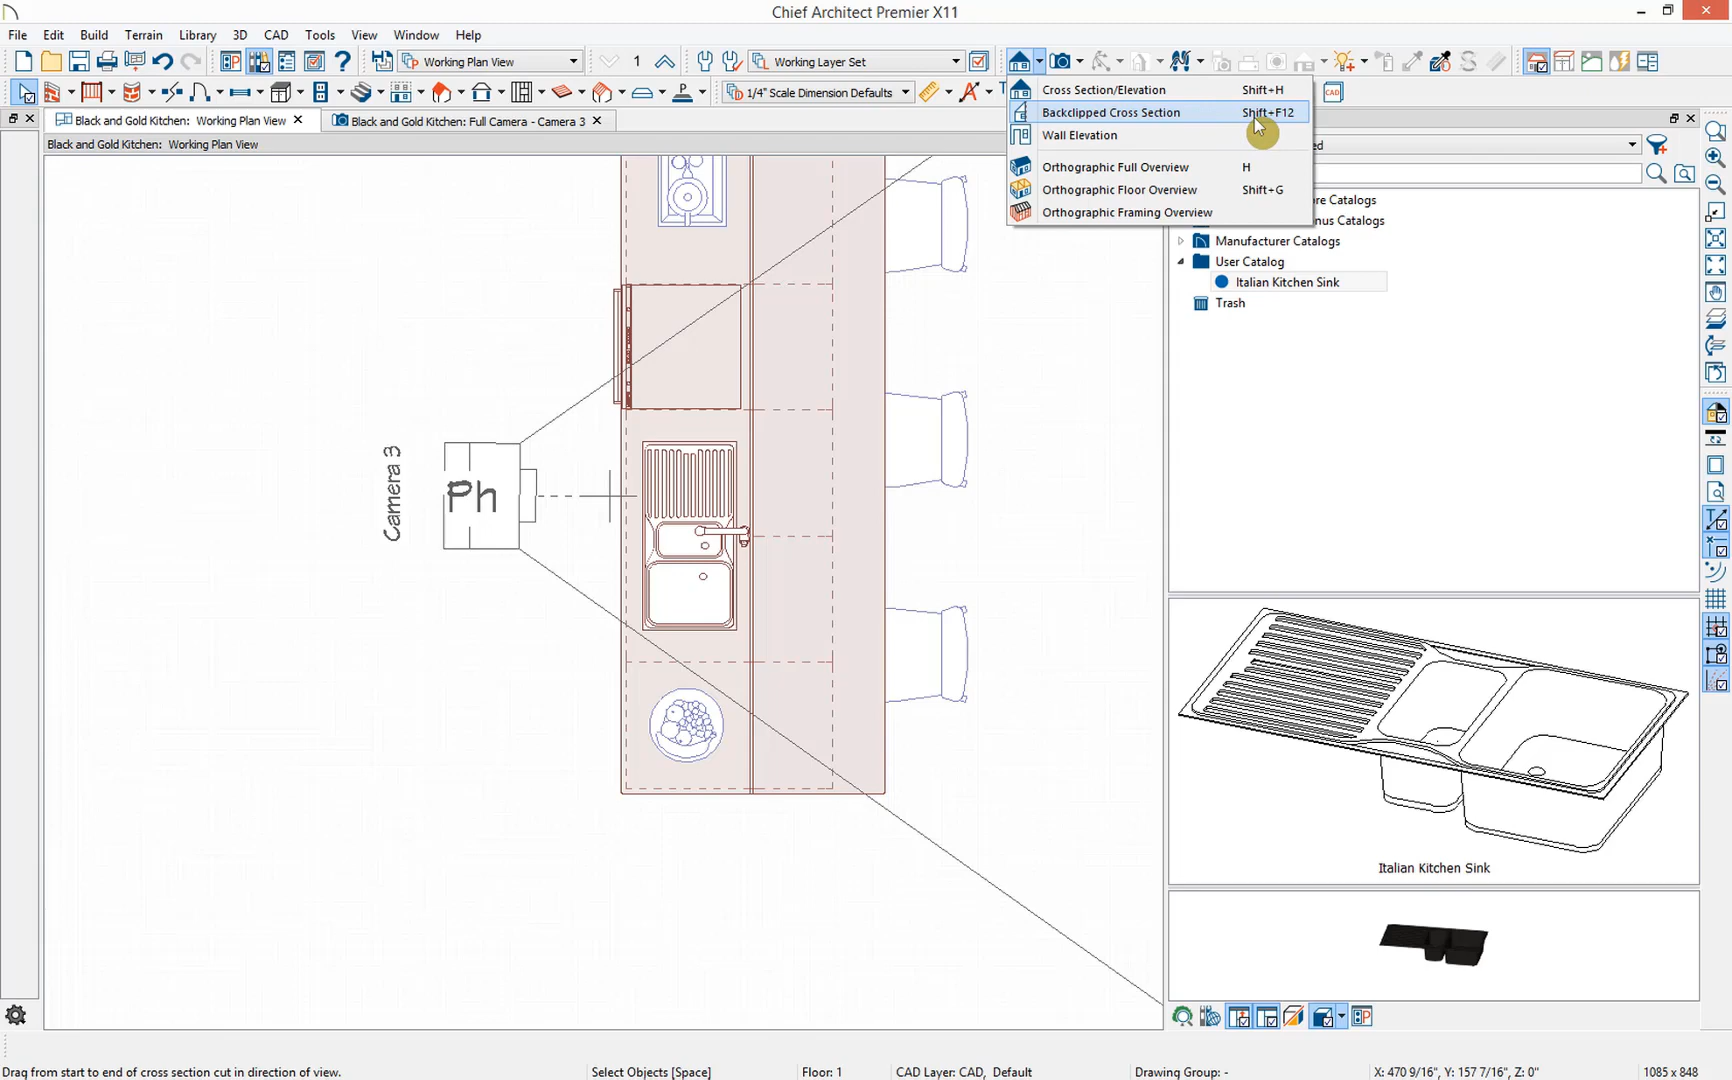 Chief Architect Premier X11
File Edit Build Terrain Library 3D CAD Tools View Window Help
Working Plan View 1 Working Layer Set
1/4" Scale Dimension Defaults CAD
Black and Gold Kitchen: Working Plan View Black and Gold Kitchen: Full Camera - Camera 3
Black and Gold Kitchen: Working Plan View
Cross Section/Elevation Shift+H
Backclipped Cross Section Shift+F12
Wall Elevation
Orthographic Full Overview H
Orthographic Floor Overview Shift+G
Orthographic Framing Overview
ed
re Catalogs
nus Catalogs
Manufacturer Catalogs
User Catalog
Italian Kitchen Sink
Trash
Camera 3
Ph
Italian Kitchen Sink
Drag from start to end of cross section cut in direction of view. Select Objects [Space] Floor: 1 CAD Layer: CAD, Default Drawing Group: - X: 470 9/16", Y: 157 7/16", Z: 0" 1085 x 848